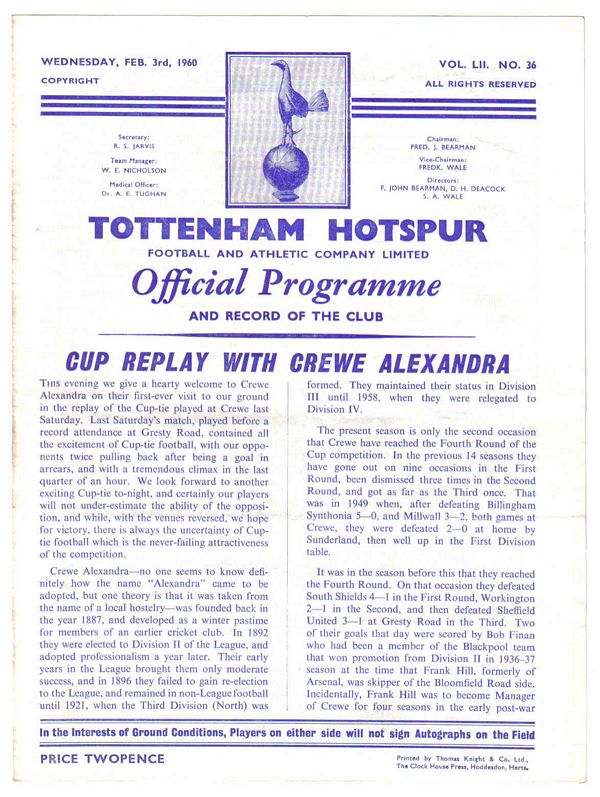 WEDNESDAY, FEB. 3rd, 1960
COPYRIGHT
VOL. LII. NO. 36
ALL RIGHTS RESERVED
Secretary:
R. S. JARVIS
Team Manager:
W. E. NICHOLSON
Medical Officer:
Dr. A. E. TUGHAN
Chairman:
FRED. J. BEARMAN
Vice-Chairman:
FREDK. WALE
Directors:
F. JOHN BEARMAN, D. H. DEACOCK
S. A. WALE
TOTTENHAM HOTSPUR
FOOTBALL AND ATHLETIC COMPANY LIMITED
Official Programme
AND RECORD OF THE CLUB
CUP REPLAY WITH CREWE ALEXANDRA
THIS evening we give a hearty welcome to Crewe
Alexandra on their first-ever visit to our ground
in the replay of the Cup-tie played at Crewe last
Saturday. Last Saturday's match, played before a
record attendance at Gresty Road, contained all
the excitement of Cup-tie football, with our oppo-
nents twice pulling back after being a goal in
arrears, and with a tremendous climax in the last
quarter of an hour. We look forward to another
exciting Cup-tie to-night, and certainly our players
will not under-estimate the ability of the opposi-
tion, and while, with the venues reversed, we hope
for victory, there is always the uncertainty of Cup-
tie football which is the never-failing attractiveness
of the competition.
Crewe Alexandra—no one seems to know defi-
nitely how the name "Alexandra" came to be
adopted, but one theory is that it was taken from
the name of a local hostelry—was founded back in
the year 1887, and developed as a winter pastime
for members of an earlier cricket club. In 1892
they were elected to Division II of the League, and
adopted professionalism a year later. Their early
years in the League brought them only moderate
success, and in 1896 they failed to gain re-election
to the League, and remained in non-League football
until 1921, when the Third Division (North) was
formed. They maintained their status in Division
III until 1958, when they were relegated to
Division IV.
The present season is only the second occasion
that Crewe have reached the Fourth Round of the
Cup competition. In the previous 14 seasons they
have gone out on nine occasions in the First
Round, been dismissed three times in the Second
Round, and got as far as the Third once. That
was in 1949 when, after defeating Billingham
Synthonia 5—0, and Millwall 3—2, both games at
Crewe, they were defeated 2—0 at home by
Sunderland, then well up in the First Division
table.
It was in the season before this that they reached
the Fourth Round. On that occasion they defeated
South Shields 4—1 in the First Round, Workington
2—1 in the Second, and then defeated Sheffield
United 3—1 at Gresty Road in the Third. Two
of their goals that day were scored by Bob Finan
who had been a member of the Blackpool team
that won promotion from Division II in 1936-37
season at the time that Frank Hill, formerly of
Arsenal, was skipper of the Bloomfield Road side.
Incidentally, Frank Hill was to become Manager
of Crewe for four seasons in the early post-war
In the Interests of Ground Conditions, Players on either side will not sign Autographs on the Field
PRICE TWOPENCE
Printed by Thomas Knight & Co. Ltd.,
The Clock House Press, Hoddesdon, Herts.